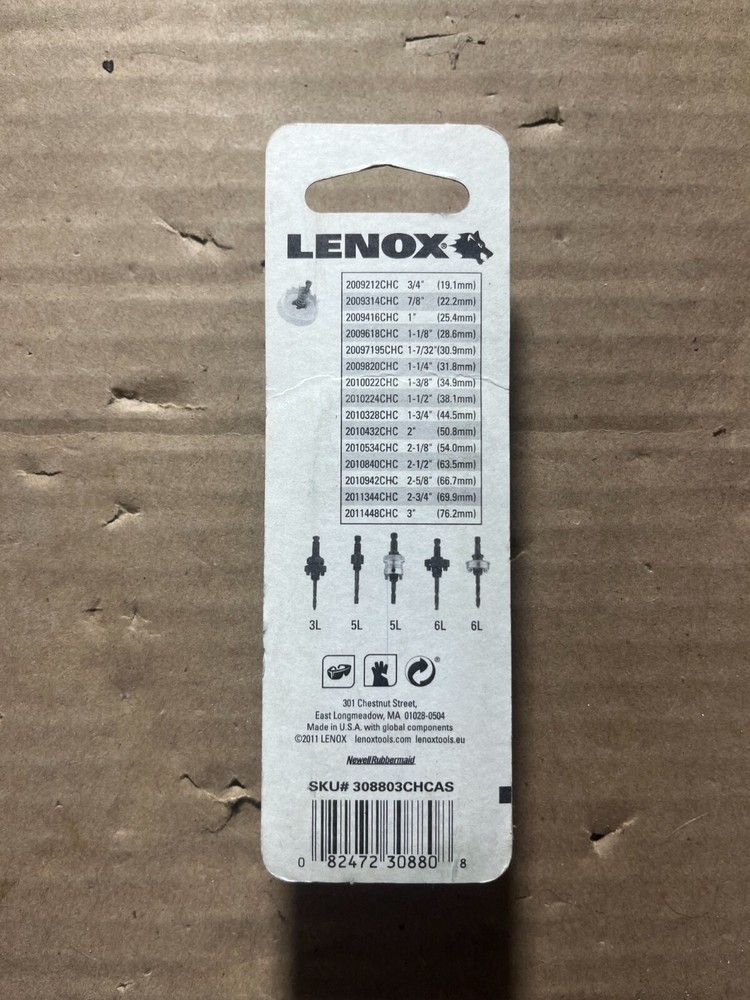 LENOX®
2009212CHC 3/4" (19.1mm)
2009314CHC 7/8" (22.2mm)
2009416CHC 1" (25.4mm)
2009618CHC 1-1/8" (28.6mm)
20097195CHC 1-7/32" (30.9mm)
2009820CHC 1-1/4" (31.8mm)
2010022CHC 1-3/8" (34.9mm)
2010224CHC 1-1/2" (38.1mm)
2010328CHC 1-3/4" (44.5mm)
2010432CHC 2" (50.8mm)
2010534CHC 2-1/8" (54.0mm)
2010840CHC 2-1/2" (63.5mm)
2010942CHC 2-5/8" (66.7mm)
2011344CHC 2-3/4" (69.9mm)
2011448CHC 3" (76.2mm)
3L 5L 5L 6L 6L
®
301 Chestnut Street,
East Longmeadow, MA 01028-0504
Made in U.S.A. with global components
©2011 LENOX lenoxtools.com lenoxtools.eu
NewellRubbermaid
SKU# 308803CHCAS
0 82472 30880 8